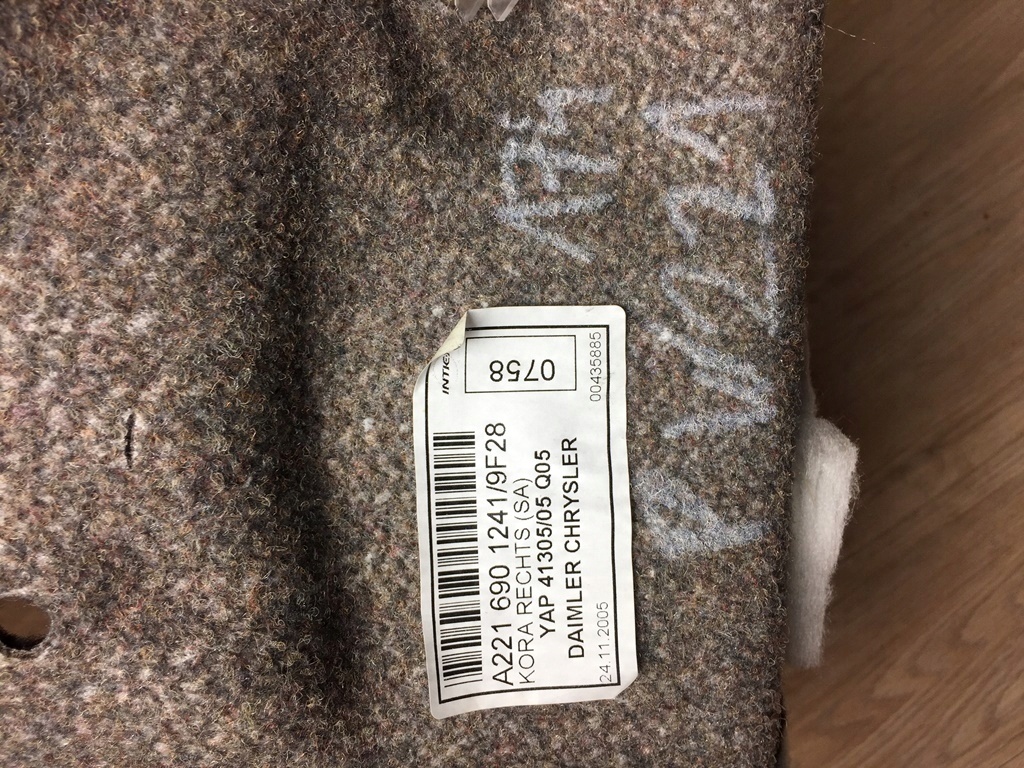 A221 690 1241/9F28
KORA RECHTS (SA)
YAP 41305/05 Q05
DAIMLER CHRYSLER
24.11.2005
0758
00435885